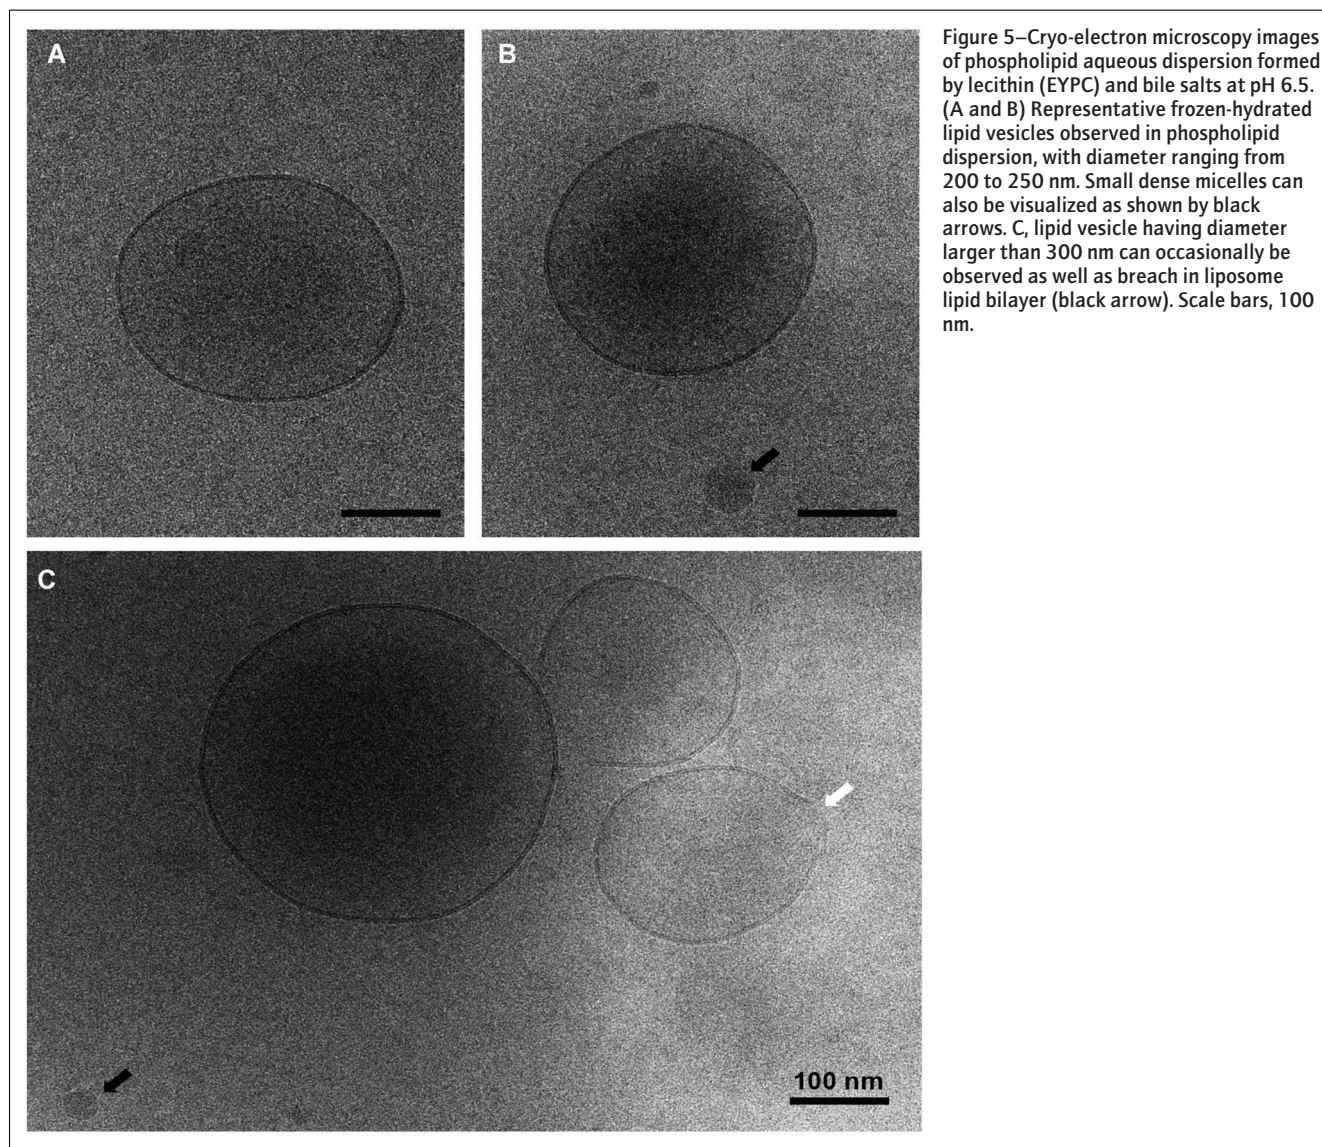 A
B
Figure 5–Cryo-electron microscopy images
of phospholipid aqueous dispersion formed
by lecithin (EYPC) and bile salts at pH 6.5.
(A and B) Representative frozen-hydrated
lipid vesicles observed in phospholipid
dispersion, with diameter ranging from
200 to 250 nm. Small dense micelles can
also be visualized as shown by black
arrows. C, lipid vesicle having diameter
larger than 300 nm can occasionally be
observed as well as breach in liposome
lipid bilayer (black arrow). Scale bars, 100
nm.
C
100 nm